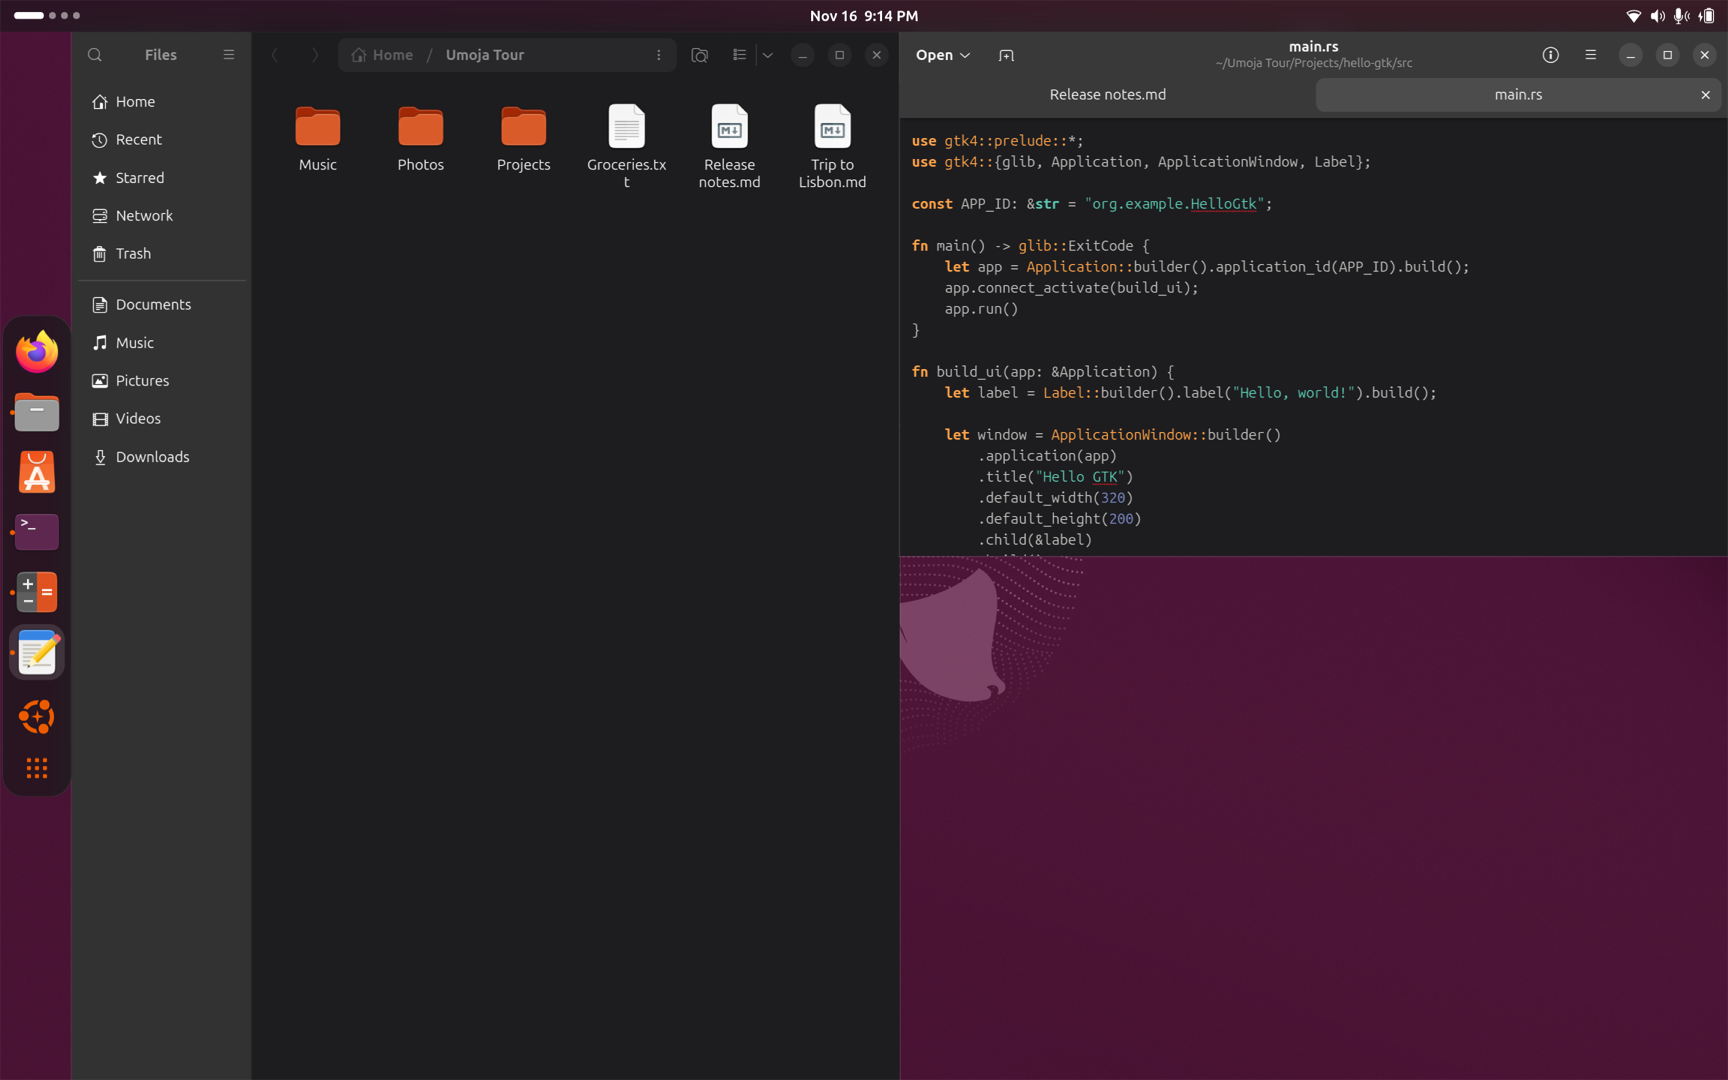 Nov 16 9:14 PM
Files
Home
Recent
Starred
Network
Trash
Documents
Music
Pictures
Videos
Downloads
Home / Umoja Tour
Music
Photos
Projects
Groceries.tx
t
Release
notes.md
Trip to
Lisbon.md
Open
main.rs
~/Umoja Tour/Projects/hello-gtk/src
Release notes.md
main.rs
use gtk4::prelude::*;
use gtk4::{glib, Application, ApplicationWindow, Label};
const APP_ID: &str = "org.example.HelloGtk";
fn main() -> glib::ExitCode {
    let app = Application::builder().application_id(APP_ID).build();
    app.connect_activate(build_ui);
    app.run()
}
fn build_ui(app: &Application) {
    let label = Label::builder().label("Hello, world!").build();
    let window = ApplicationWindow::builder()
        .application(app)
        .title("Hello GTK")
        .default_width(320)
        .default_height(200)
        .child(&label)